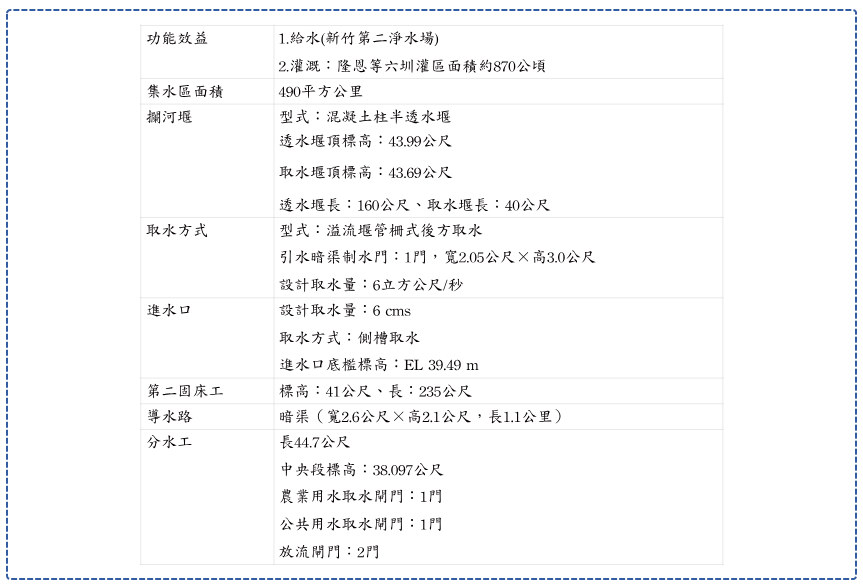 功能效益
1.給水(新竹第二淨水場)
2.灌溉：隆恩等六圳灌區面積約870公頃
集水區面積
490平方公里
攔河堰
型式：混凝土柱半透水堰
透水堰頂標高：43.99公尺
取水堰頂標高：43.69公尺
透水堰長：160公尺、取水堰長：40公尺
取水方式
型式：溢流堰管柵式後方取水
引水暗渠制水門：1門，寬2.05公尺×高3.0公尺
設計取水量：6立方公尺/秒
進水口
設計取水量：6 cms
取水方式：側槽取水
進水口底檻標高：EL 39.49 m
第二固床工
標高：41公尺、長：235公尺
導水路
暗渠（寬2.6公尺×高2.1公尺，長1.1公里）
分水工
長44.7公尺
中央段標高：38.097公尺
農業用水取水閘門：1門
公共用水取水閘門：1門
放流閘門：2門